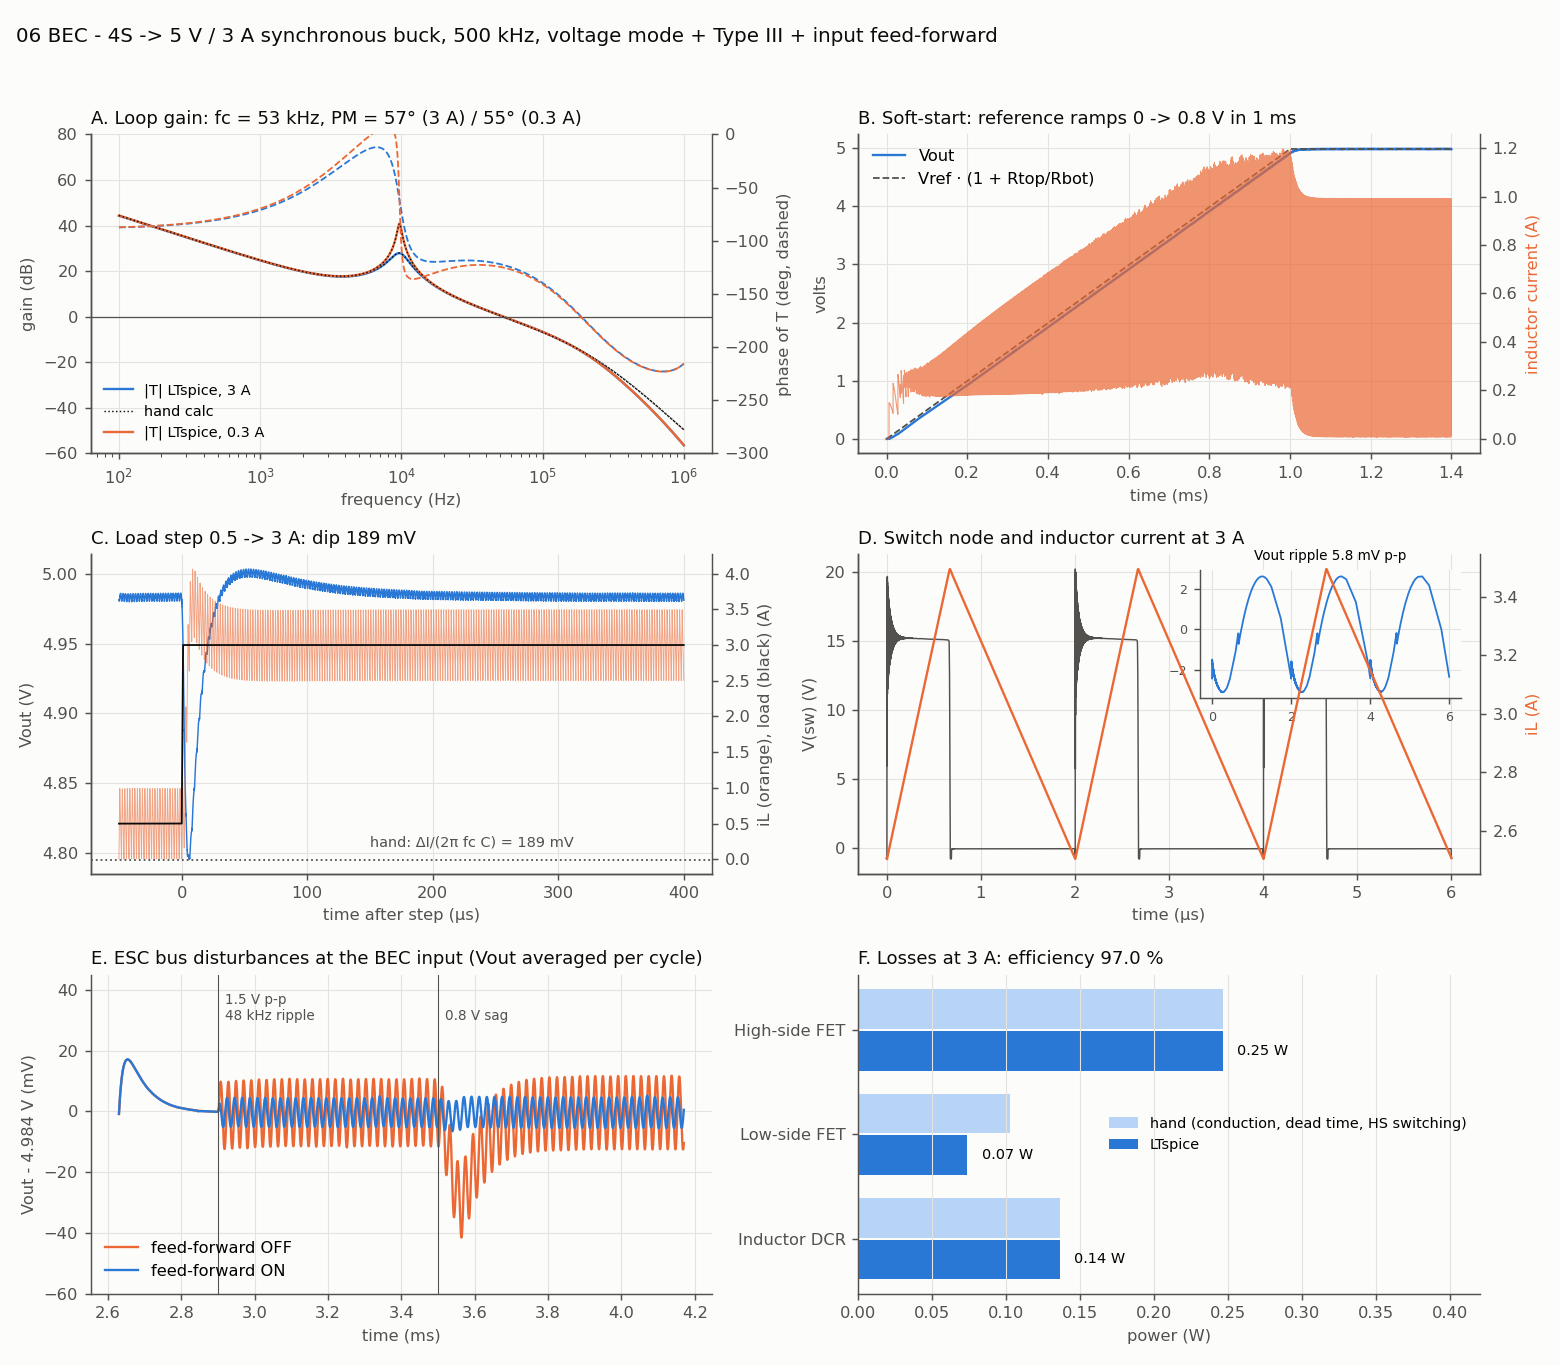 06 BEC - 4S -> 5 V / 3 A synchronous buck, 500 kHz, voltage mode + Type III + input feed-forward
A. Loop gain: fc = 53 kHz, PM = 57° (3 A) / 55° (0.3 A)
80
60
40
20
0
−20
−40
−60
gain (dB)
0
−50
−100
−150
−200
−250
−300
phase of T (deg, dashed)
|T| LTspice, 3 A
hand calc
|T| LTspice, 0.3 A
10²
10³
10⁴
10⁵
10⁶
frequency (Hz)
B. Soft-start: reference ramps 0 -> 0.8 V in 1 ms
5
4
3
2
1
0
volts
Vout
Vref · (1 + Rtop/Rbot)
1.2
1.0
0.8
0.6
0.4
0.2
0.0
inductor current (A)
0.0
0.2
0.4
0.6
0.8
1.0
1.2
1.4
time (ms)
C. Load step 0.5 -> 3 A: dip 189 mV
5.00
4.95
4.90
4.85
4.80
Vout (V)
4.0
3.5
3.0
2.5
2.0
1.5
1.0
0.5
0.0
iL (orange), load (black) (A)
hand: ΔI/(2π fc C) = 189 mV
0
100
200
300
400
time after step (µs)
D. Switch node and inductor current at 3 A
20
15
10
5
0
V(sw) (V)
Vout ripple 5.8 mV p-p
2
0
−2
0
2
4
6
3.4
3.2
3.0
2.8
2.6
iL (A)
0
1
2
3
4
5
6
time (µs)
E. ESC bus disturbances at the BEC input (Vout averaged per cycle)
40
20
0
−20
−40
−60
Vout - 4.984 V (mV)
1.5 V p-p
48 kHz ripple
0.8 V sag
feed-forward OFF
feed-forward ON
2.6
2.8
3.0
3.2
3.4
3.6
3.8
4.0
4.2
time (ms)
F. Losses at 3 A: efficiency 97.0 %
High-side FET
Low-side FET
Inductor DCR
0.25 W
0.07 W
0.14 W
hand (conduction, dead time, HS switching)
LTspice
0.00
0.05
0.10
0.15
0.20
0.25
0.30
0.35
0.40
power (W)